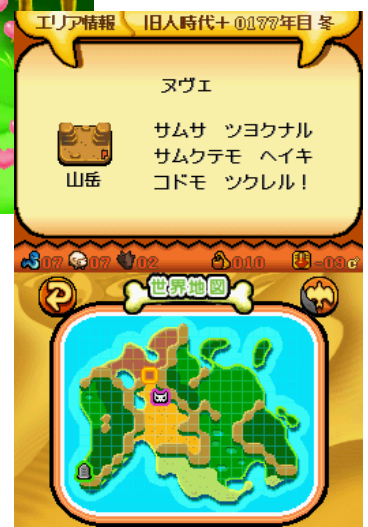 エリア情報 旧人時代+ 0177年目 冬
ヌヴェ
サムサ ツヨクナル
サムクテモ ヘイキ
山岳 コドモ ツクレル！
07 07 02 010 -09℃
世界地図